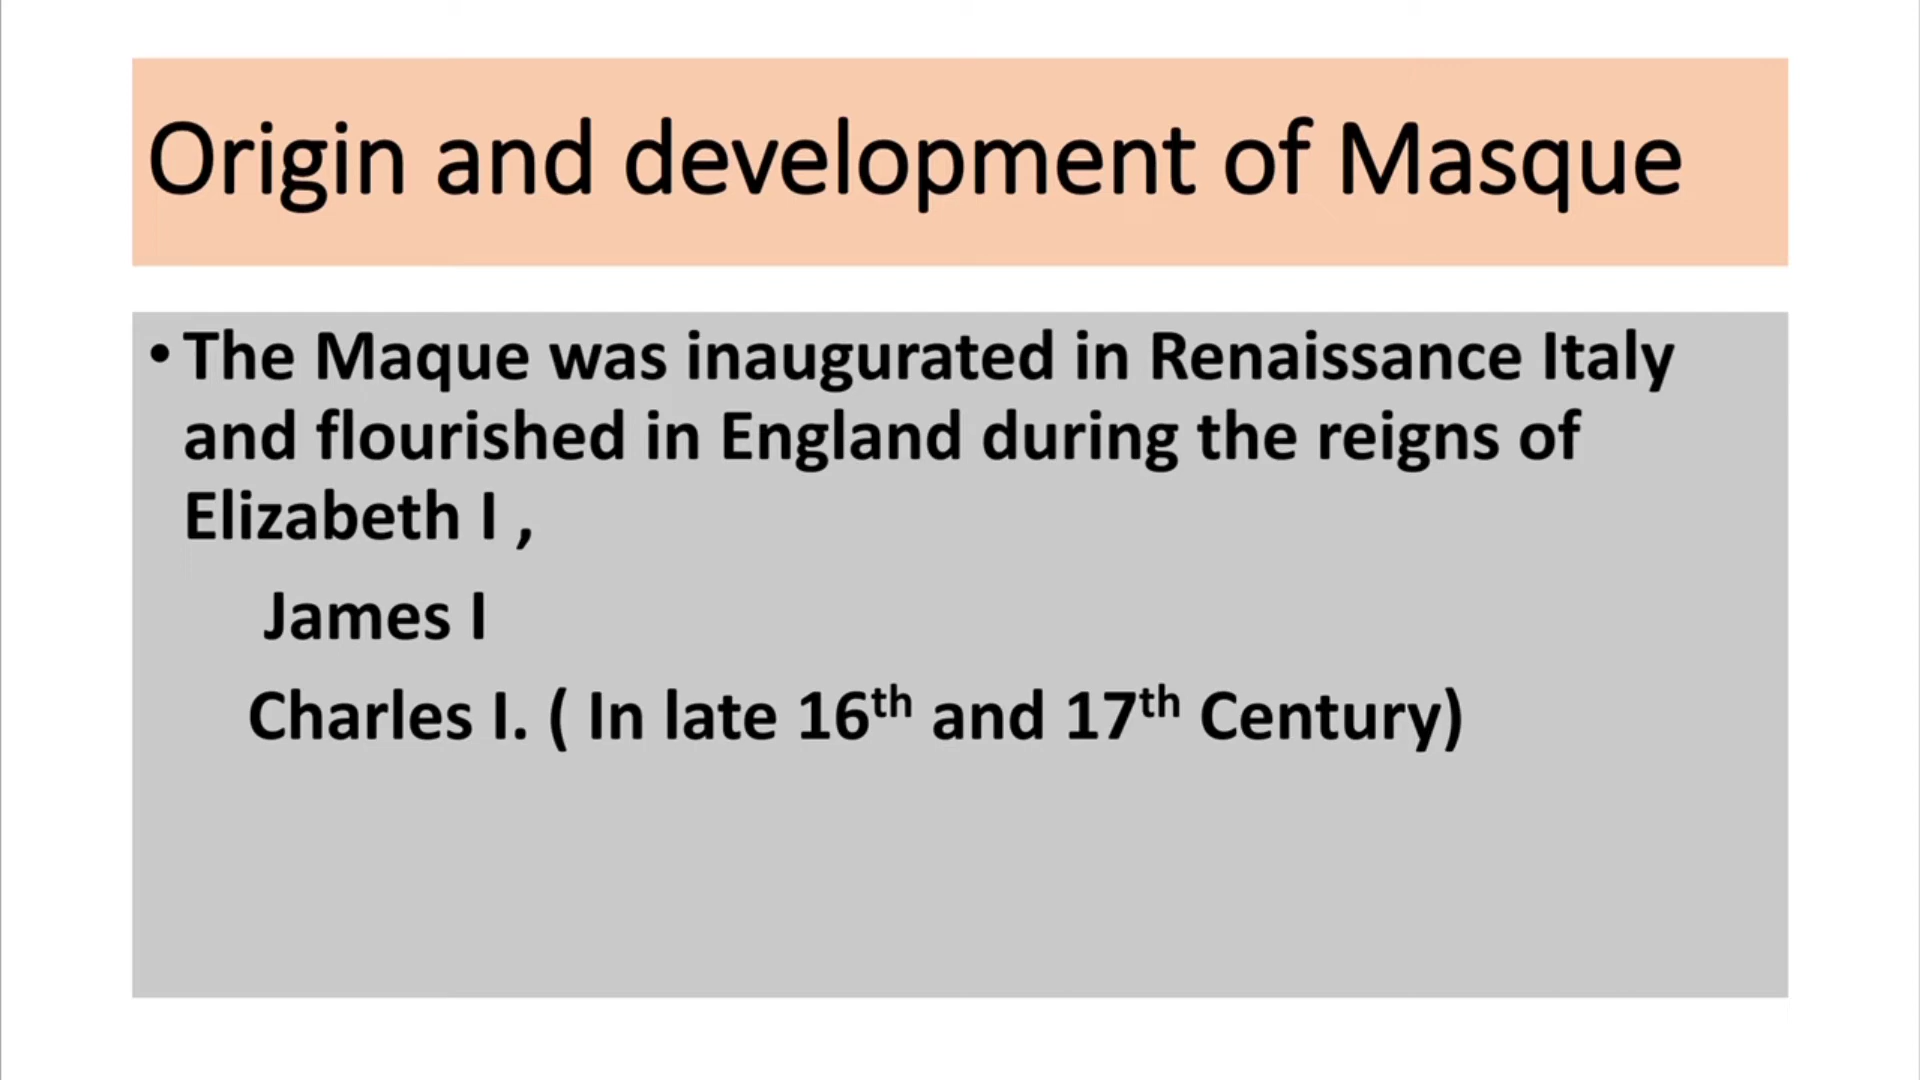 Origin and development of Masque
• The Maque was inaugurated in Renaissance Italy
and flourished in England during the reigns of
Elizabeth I ,
James I
Charles I. ( In late 16th and 17th Century)